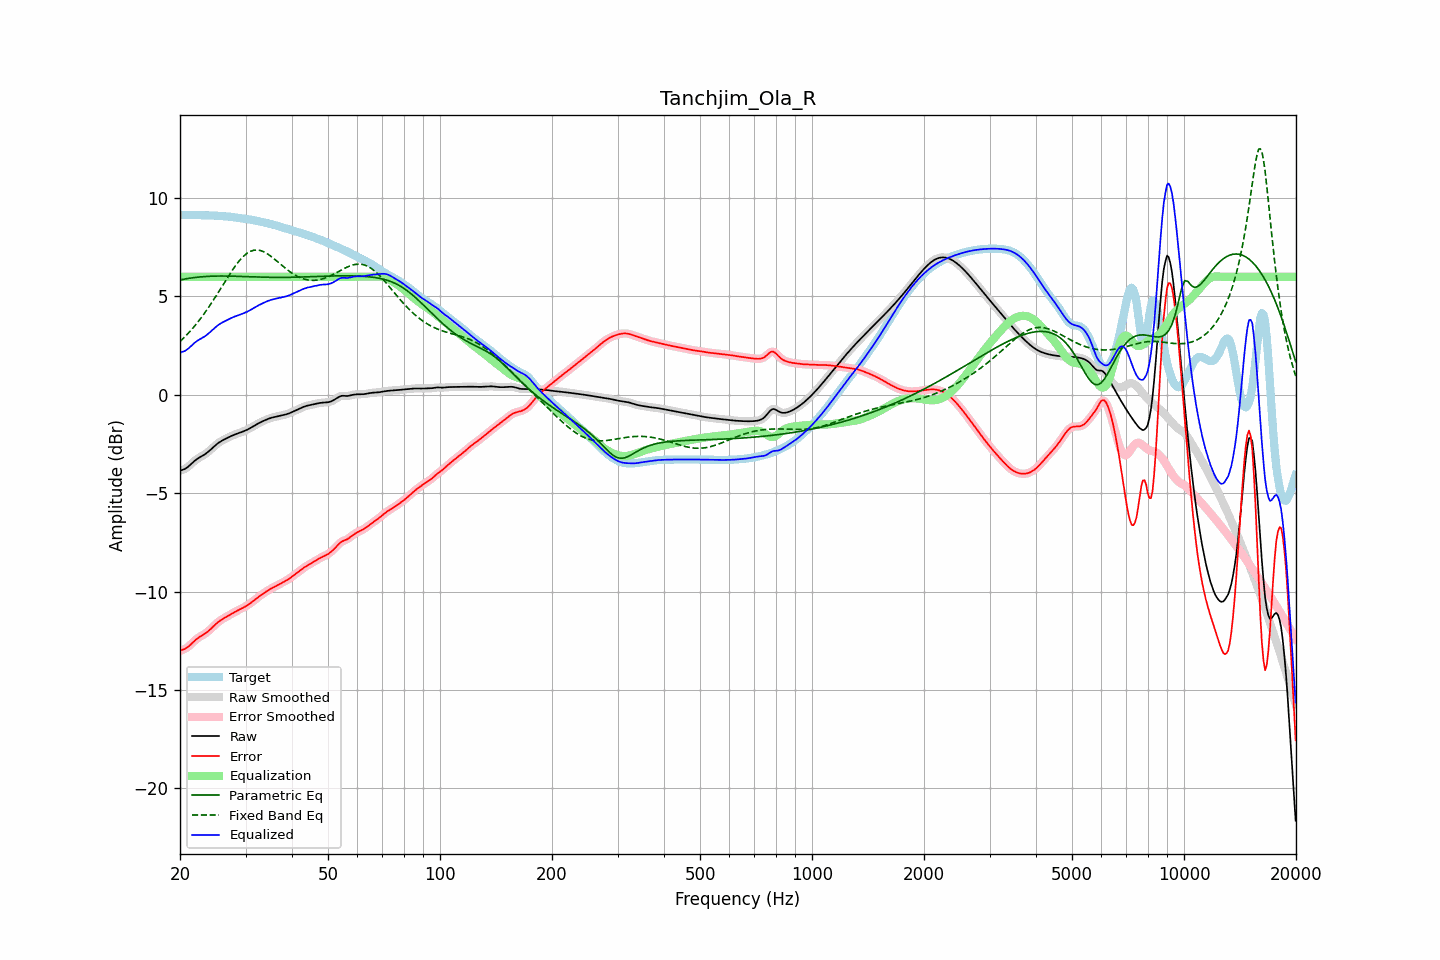 Tanchjim_Ola_R
10
5
0
−5
−10
−15
−20
Amplitude (dBr)
Target
Raw Smoothed
Error Smoothed
Raw
Error
Equalization
Parametric Eq
Fixed Band Eq
Equalized
20 50 100 200 500 1000 2000 5000 10000 20000
Frequency (Hz)